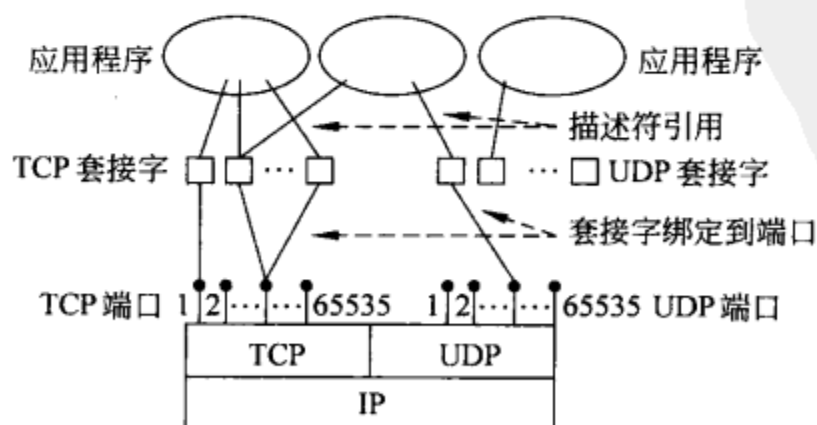 应用程序 应用程序
描述符引用
TCP 套接字 ··· ··· UDP 套接字
套接字绑定到端口
TCP 端口 1 2 ······ ······ 65535 1 2 ······ ··· 65535 UDP 端口
TCP UDP
IP